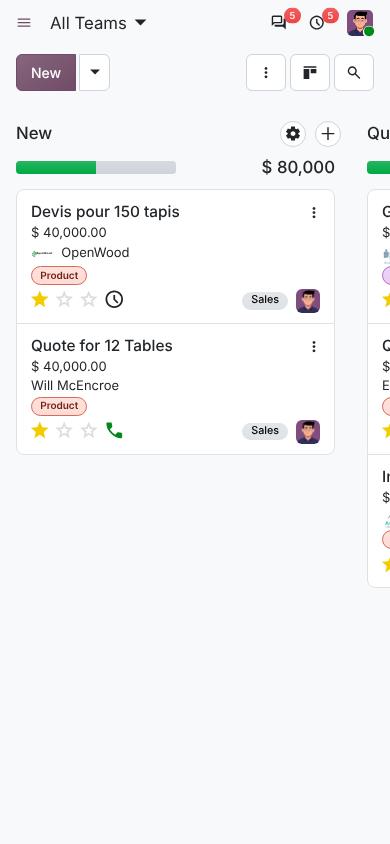 All Teams
5
5
New
New
$ 80,000
Devis pour 150 tapis
$ 40,000.00
OpenWood
Product
Sales
Quote for 12 Tables
$ 40,000.00
Will McEncroe
Product
Sales
Qu
$
$
E
$